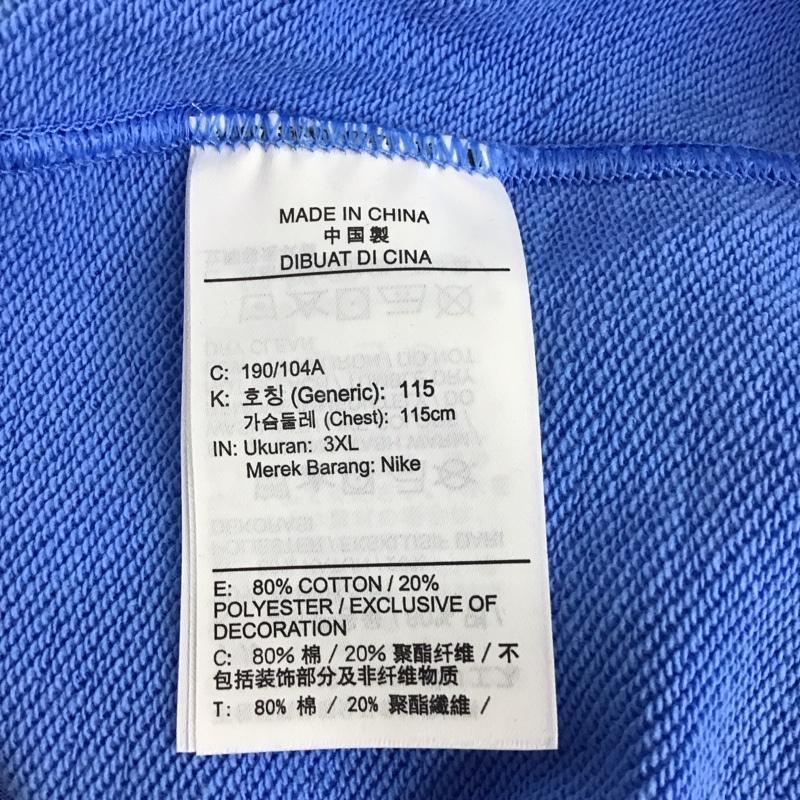 MADE IN CHINA
中国製
DIBUAT DI CINA
C: 190/104A
K: 호칭 (Generic): 115
가슴둘레 (Chest): 115cm
IN: Ukuran: 3XL
Merek Barang: Nike
E: 80% COTTON / 20%
POLYESTER / EXCLUSIVE OF
DECORATION
C: 80% 棉 / 20% 聚酯纤维 / 不
包括装饰部分及非纤维物质
T: 80% 棉 / 20% 聚酯纖維 /